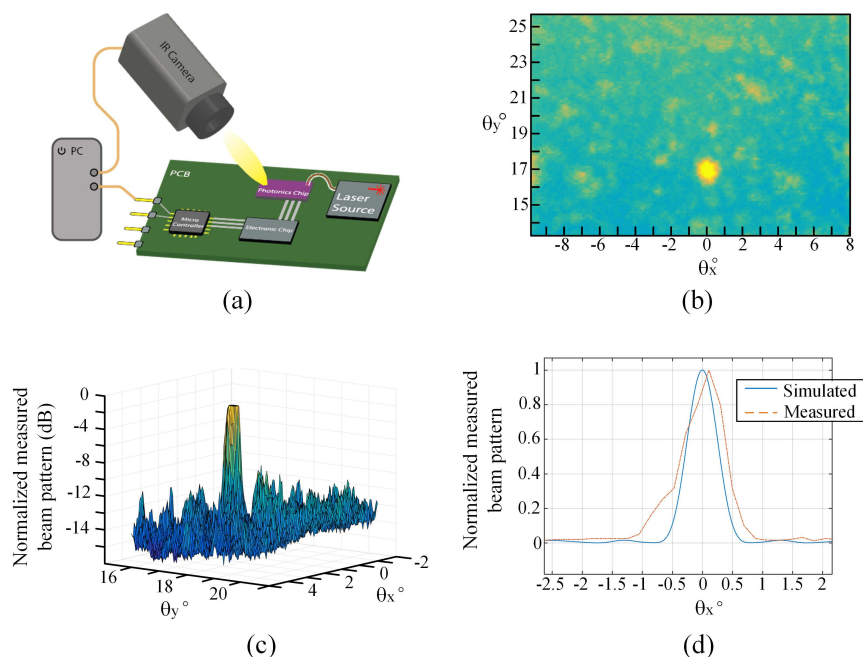 IR Camera
PC
PCB
Photonics Chip
Laser
Source
Micro
Controller
Electronic Chip
(a)
25
23
21
19
17
15
θy°
-8 -6 -4 -2 0 2 4 6 8
θx°
(b)
Normalized measured
beam pattern (dB)
0
-4
-8
-12
-14
16 18 20
θy°
4 2 0 -2
θx°
(c)
Normalized measured
beam pattern
1
0.8
0.6
0.4
0.2
0
Simulated
Measured
-2.5 -2 -1.5 -1 -0.5 0 0.5 1 1.5 2
θx°
(d)